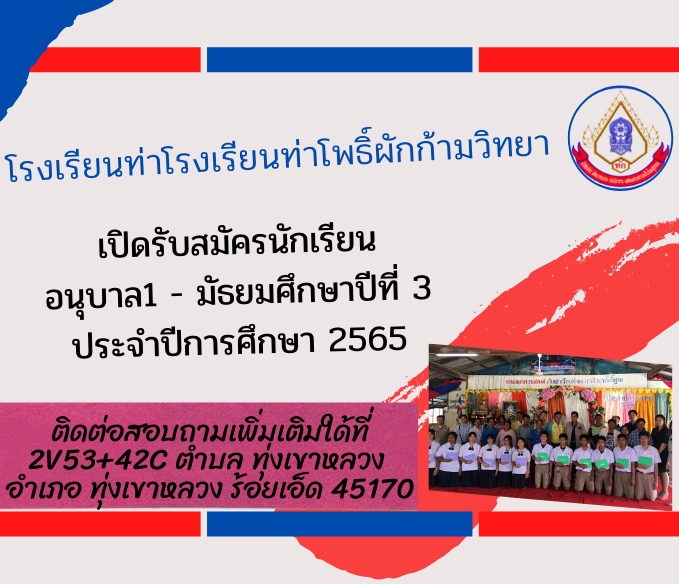 โรงเรียนท่าโรงเรียนท่าโพธิ์ผักก้ามวิทยา
เปิดรับสมัครนักเรียน
อนุบาล1 - มัธยมศึกษาปีที่ 3
ประจำปีการศึกษา 2565
ติดต่อสอบถามเพิ่มเติมใด้ที่
2V53+42C ตำบล ทุ่งเขาหลวง
อำเภอ ทุ่งเขาหลวง ร้อยเอ็ด 45170